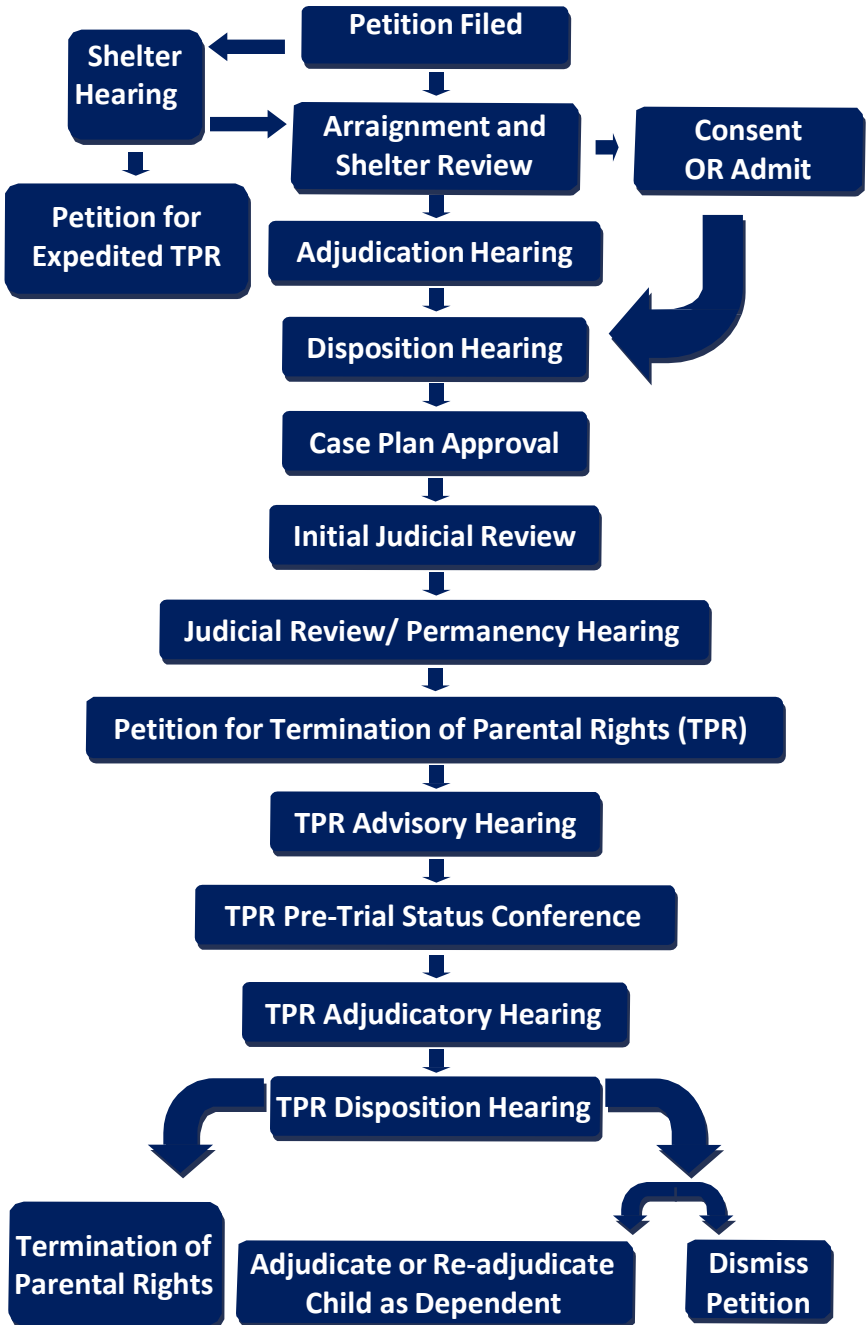 Petition Filed
Shelter
Hearing
Arraignment and
Shelter Review
Consent
OR Admit
Petition for
Expedited TPR
Adjudication Hearing
Disposition Hearing
Case Plan Approval
Initial Judicial Review
Judicial Review/ Permanency Hearing
Petition for Termination of Parental Rights (TPR)
TPR Advisory Hearing
TPR Pre-Trial Status Conference
TPR Adjudicatory Hearing
TPR Disposition Hearing
Termination of
Parental Rights
Adjudicate or Re-adjudicate
Child as Dependent
Dismiss
Petition